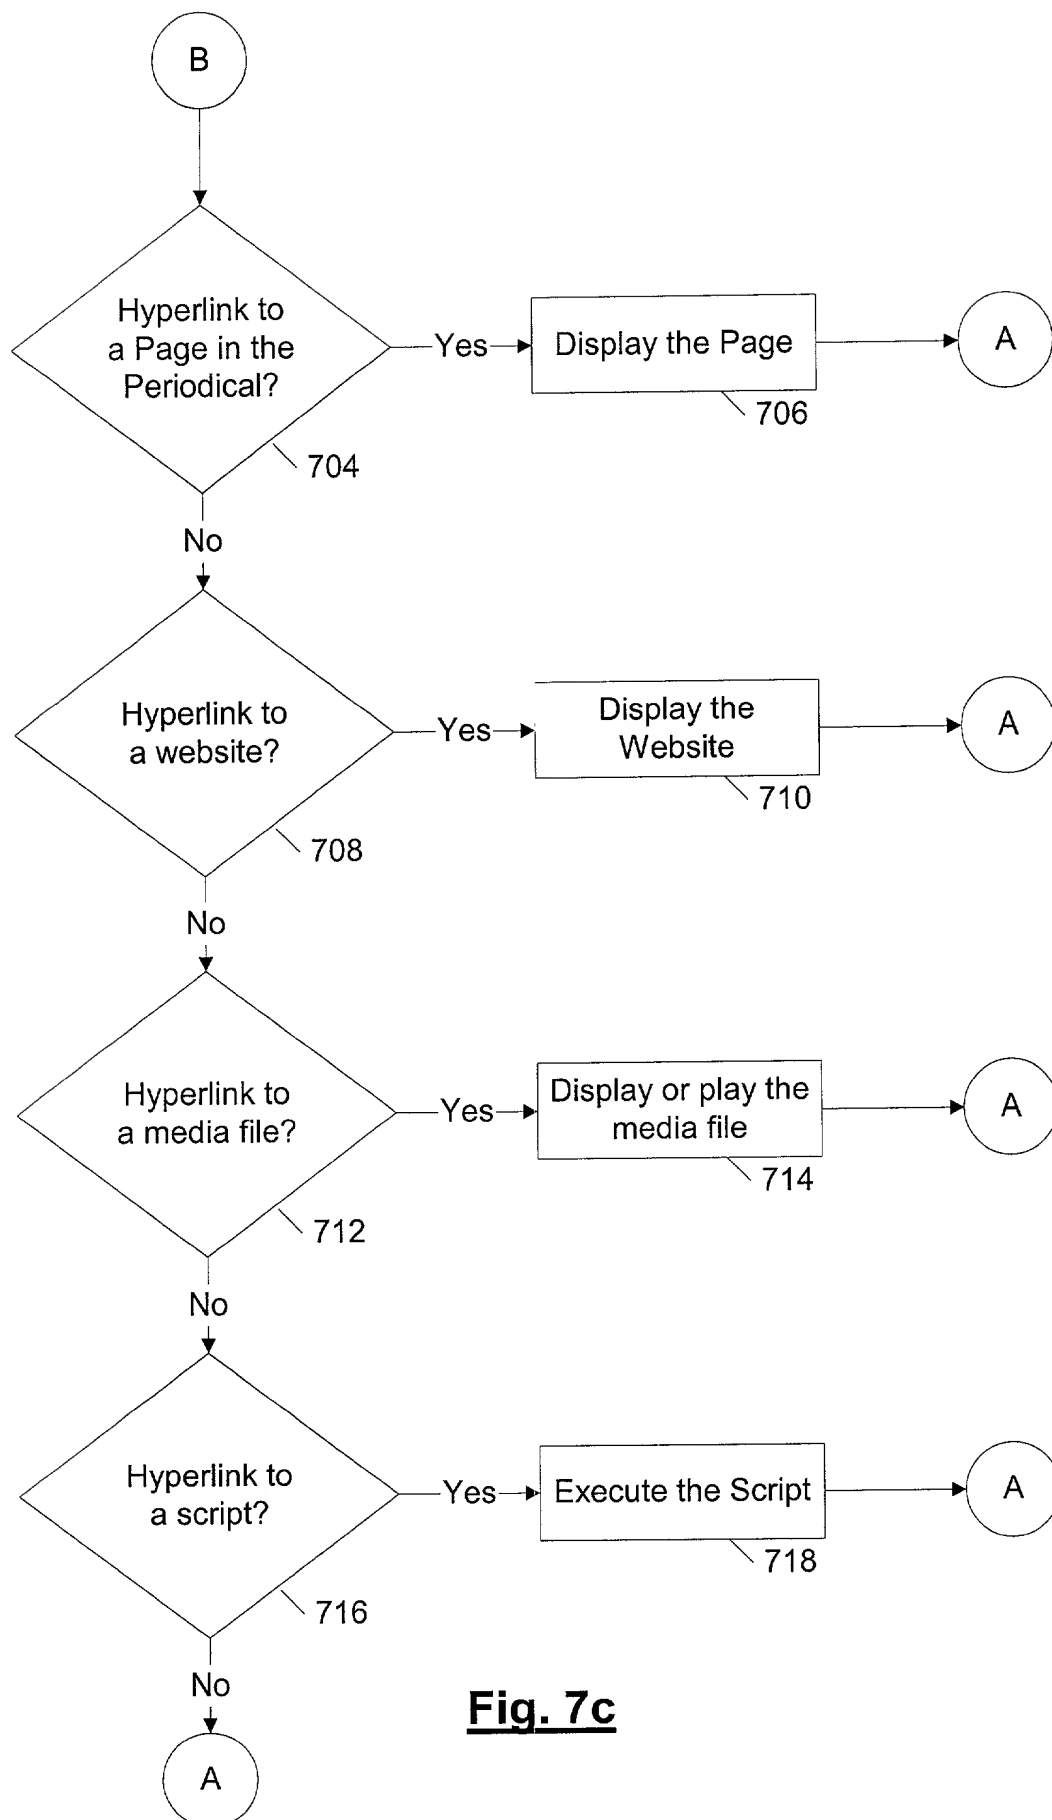 B
Hyperlink to
a Page in the
Periodical?
Yes
Display the Page
A
706
704
No
Hyperlink to
a website?
Yes
Display the
Website
A
710
708
No
Hyperlink to
a media file?
Yes
Display or play the
media file
A
714
712
No
Hyperlink to
a script?
Yes
Execute the Script
A
718
716
No
Fig. 7c
A